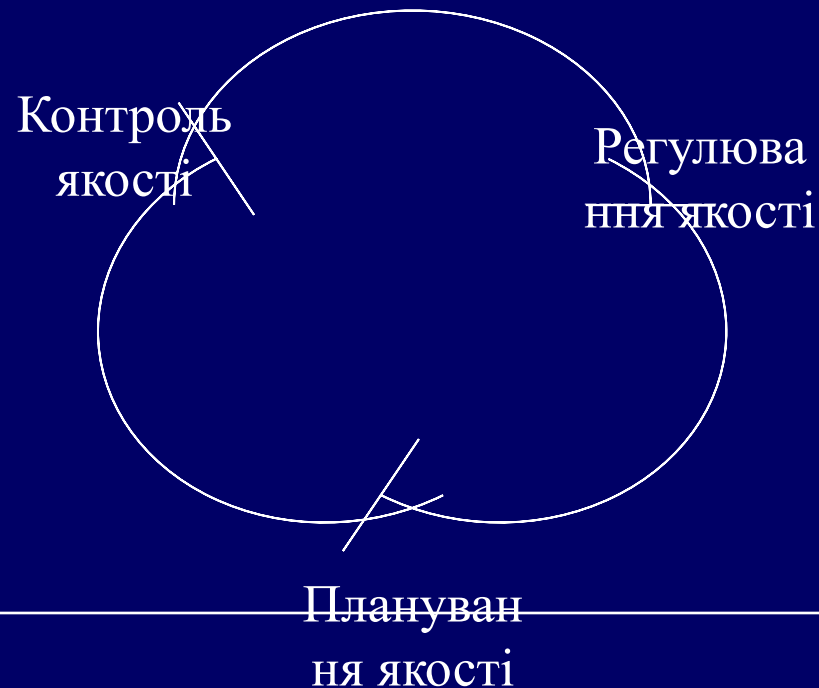 Контроль
якості
Регулюва
ння якості
Плануван
ня якості